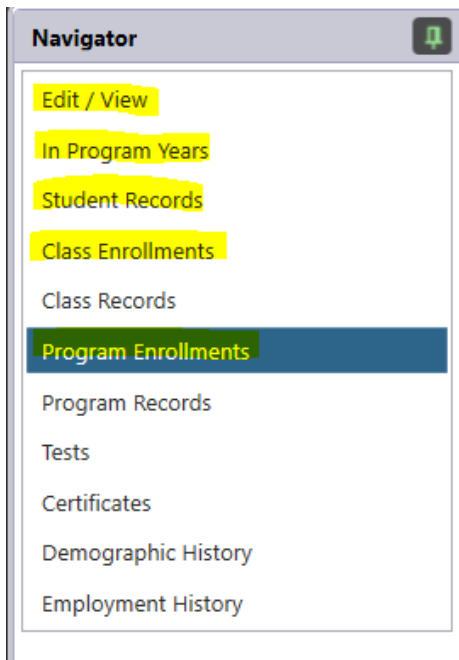 Navigator
Edit / View
In Program Years
Student Records
Class Enrollments
Class Records
Program Enrollments
Program Records
Tests
Certificates
Demographic History
Employment History